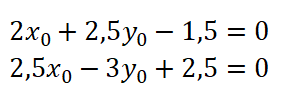 2x₀ + 2,5y₀ − 1,5 = 0
2,5x₀ − 3y₀ + 2,5 = 0